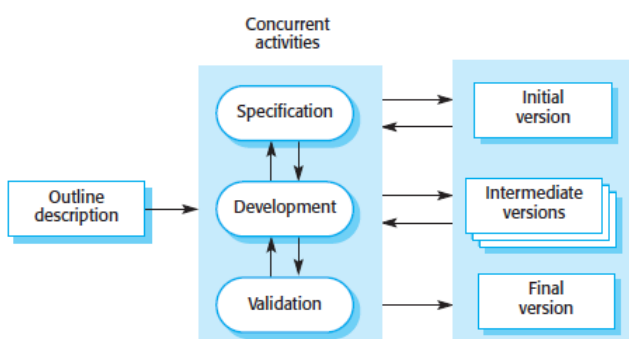 Concurrent
activities
Specification
Initial
version
Outline
description
Development
Intermediate
versions
Validation
Final
version